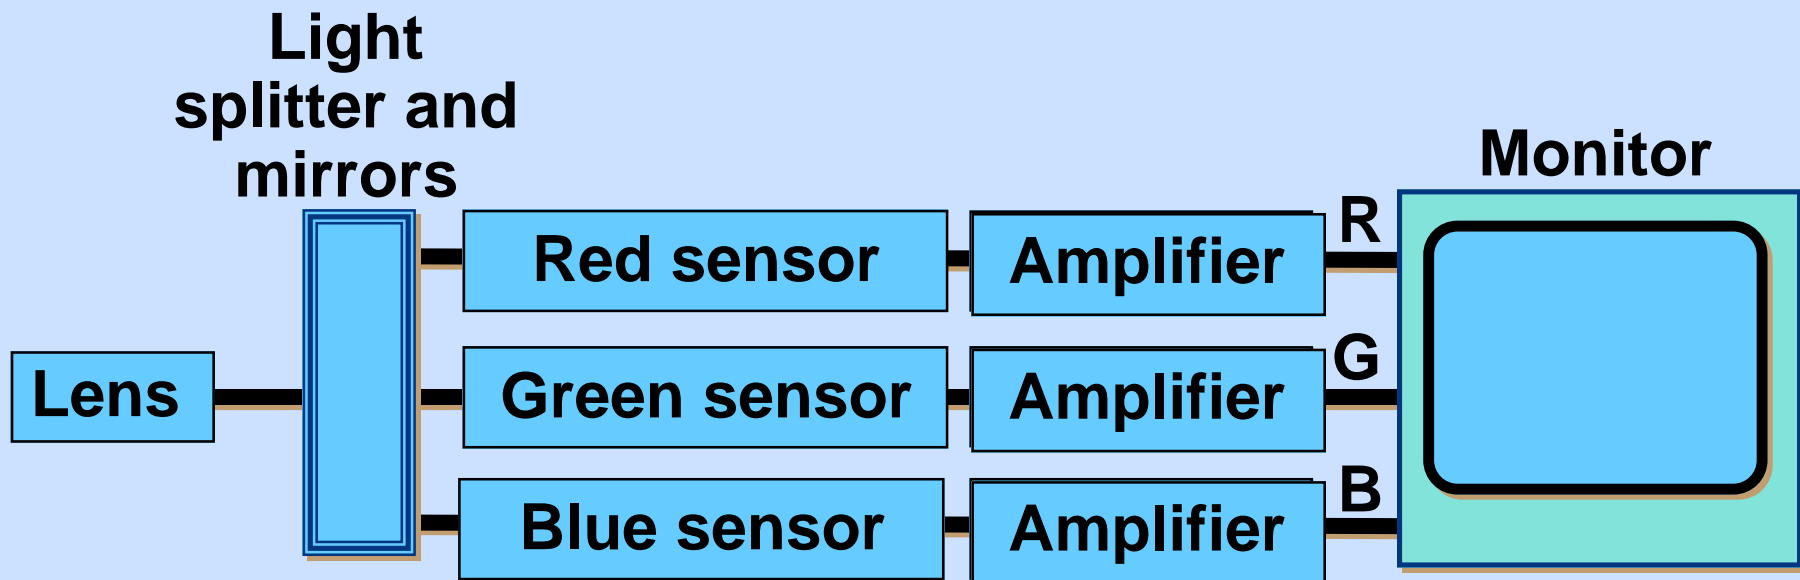 Light
splitter and
mirrors
Monitor
R
Red sensor
Amplifier
G
Lens
Green sensor
Amplifier
B
Blue sensor
Amplifier